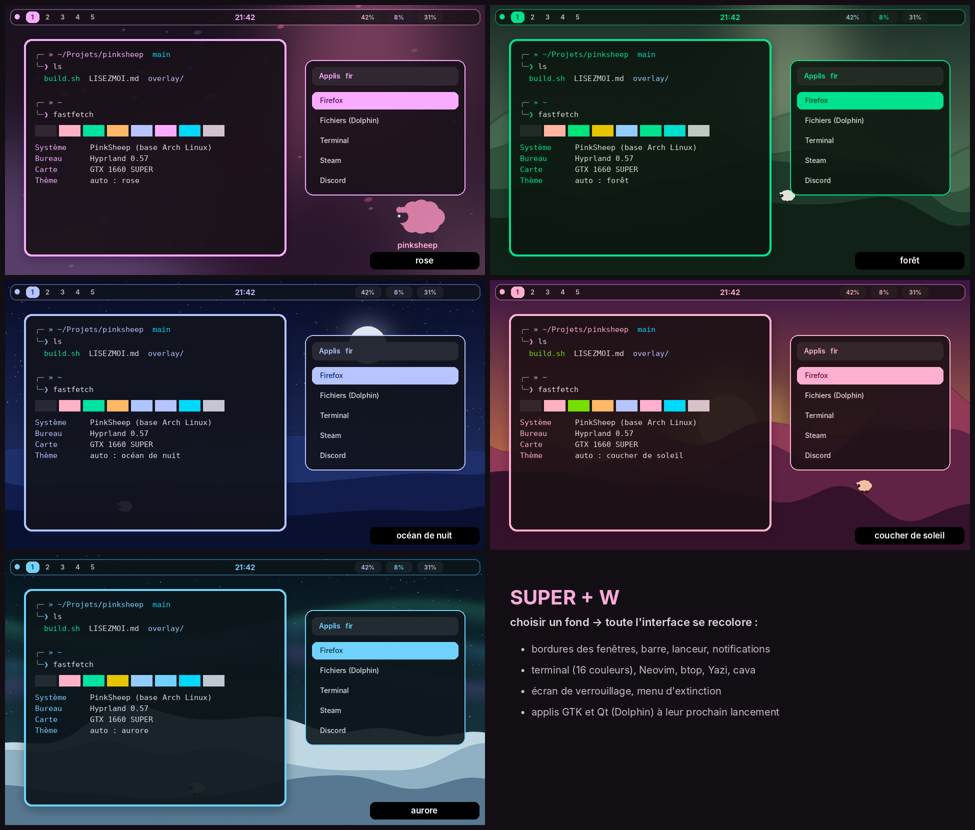 1 2 3 4 5 21:42 42% 8% 31%
╭─ » ~/Projets/pinksheep main
╰─❯ ls
build.sh LISEZMOI.md overlay/
╭─ » ~
╰─❯ fastfetch
Système PinkSheep (base Arch Linux)
Bureau Hyprland 0.57
Carte GTX 1660 SUPER
Thème auto : rose
Applis fir
Firefox
Fichiers (Dolphin)
Terminal
Steam
Discord
pinksheep
rose
1 2 3 4 5 21:42 42% 8% 31%
╭─ » ~/Projets/pinksheep main
╰─❯ ls
build.sh LISEZMOI.md overlay/
╭─ » ~
╰─❯ fastfetch
Système PinkSheep (base Arch Linux)
Bureau Hyprland 0.57
Carte GTX 1660 SUPER
Thème auto : forêt
Applis fir
Firefox
Fichiers (Dolphin)
Terminal
Steam
Discord
forêt
1 2 3 4 5 21:42 42% 8% 31%
╭─ » ~/Projets/pinksheep main
╰─❯ ls
build.sh LISEZMOI.md overlay/
╭─ » ~
╰─❯ fastfetch
Système PinkSheep (base Arch Linux)
Bureau Hyprland 0.57
Carte GTX 1660 SUPER
Thème auto : océan de nuit
Applis fir
Firefox
Fichiers (Dolphin)
Terminal
Steam
Discord
océan de nuit
1 2 3 4 5 21:42 42% 8% 31%
╭─ » ~/Projets/pinksheep main
╰─❯ ls
build.sh LISEZMOI.md overlay/
╭─ » ~
╰─❯ fastfetch
Système PinkSheep (base Arch Linux)
Bureau Hyprland 0.57
Carte GTX 1660 SUPER
Thème auto : coucher de soleil
Applis fir
Firefox
Fichiers (Dolphin)
Terminal
Steam
Discord
coucher de soleil
1 2 3 4 5 21:42 42% 8% 31%
╭─ » ~/Projets/pinksheep main
╰─❯ ls
build.sh LISEZMOI.md overlay/
╭─ » ~
╰─❯ fastfetch
Système PinkSheep (base Arch Linux)
Bureau Hyprland 0.57
Carte GTX 1660 SUPER
Thème auto : aurore
Applis fir
Firefox
Fichiers (Dolphin)
Terminal
Steam
Discord
aurore
SUPER + W
choisir un fond → toute l'interface se recolore :
• bordures des fenêtres, barre, lanceur, notifications
• terminal (16 couleurs), Neovim, btop, Yazi, cava
• écran de verrouillage, menu d'extinction
• applis GTK et Qt (Dolphin) à leur prochain lancement